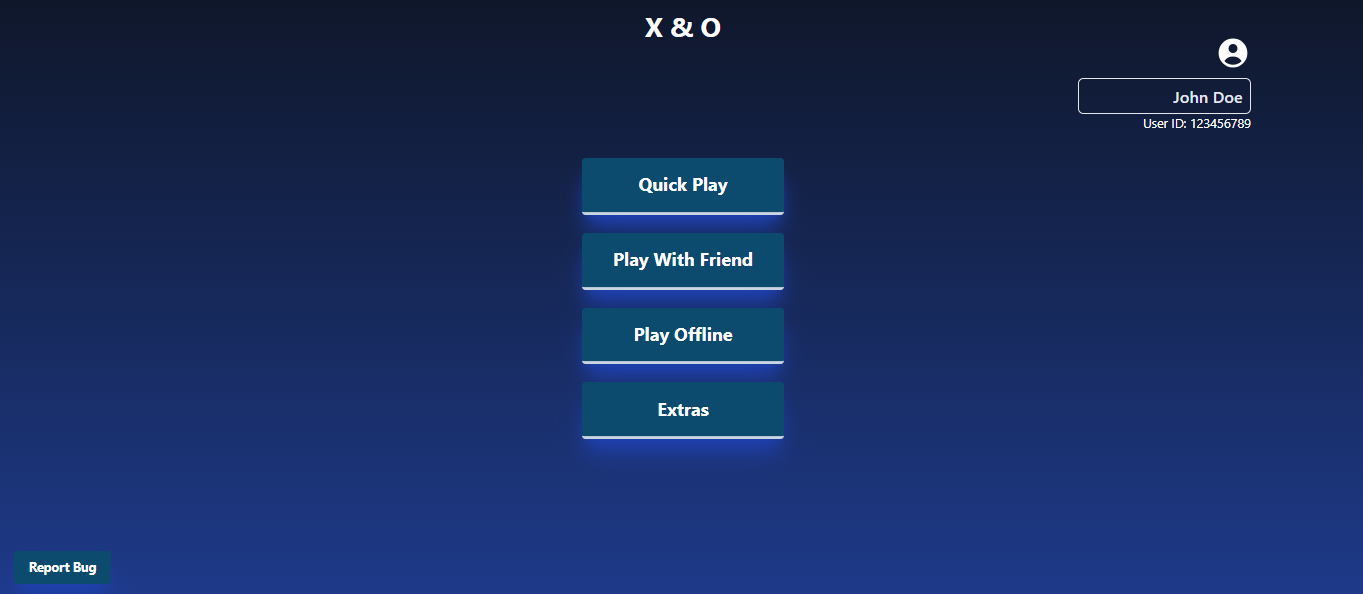 X & O
John Doe
User ID: 123456789
Quick Play
Play With Friend
Play Offline
Extras
Report Bug